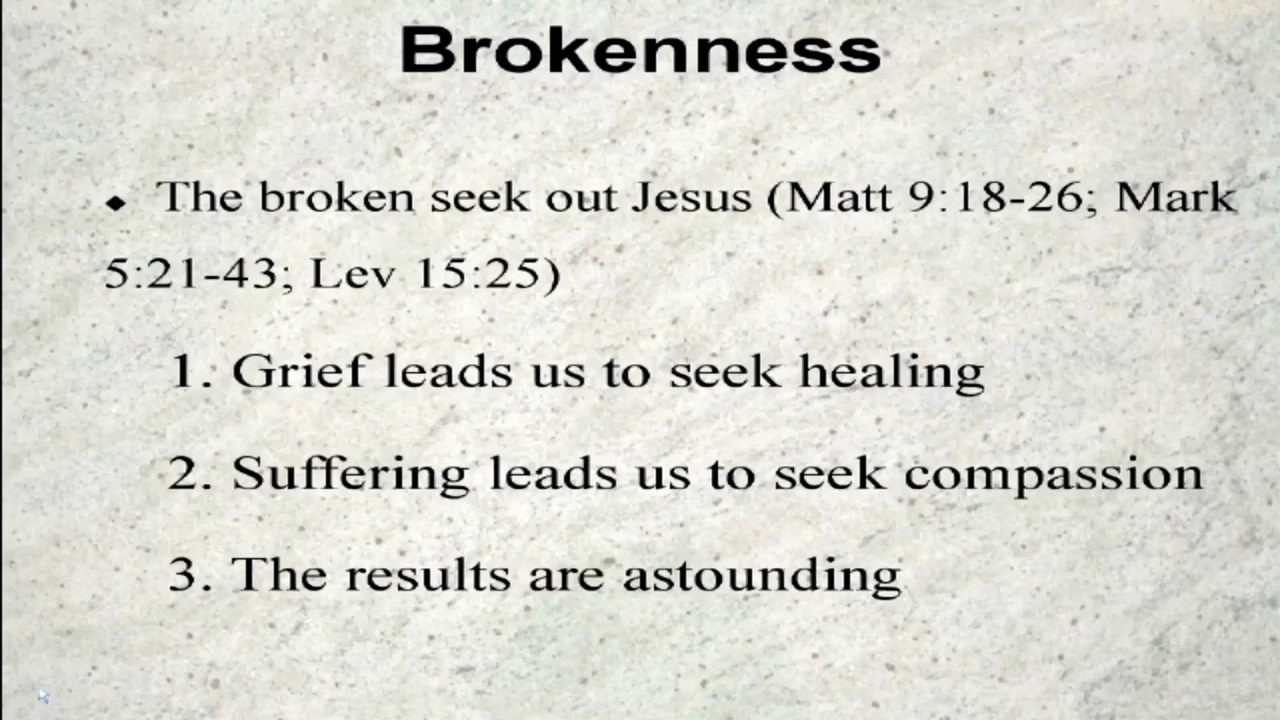 Brokenness
◆ The broken seek out Jesus (Matt 9:18-26; Mark
5:21-43; Lev 15:25)
1. Grief leads us to seek healing
2. Suffering leads us to seek compassion
3. The results are astounding